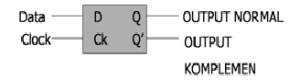 Data D Q OUTPUT NORMAL
Clock Ck Q' OUTPUT
KOMPLEMEN